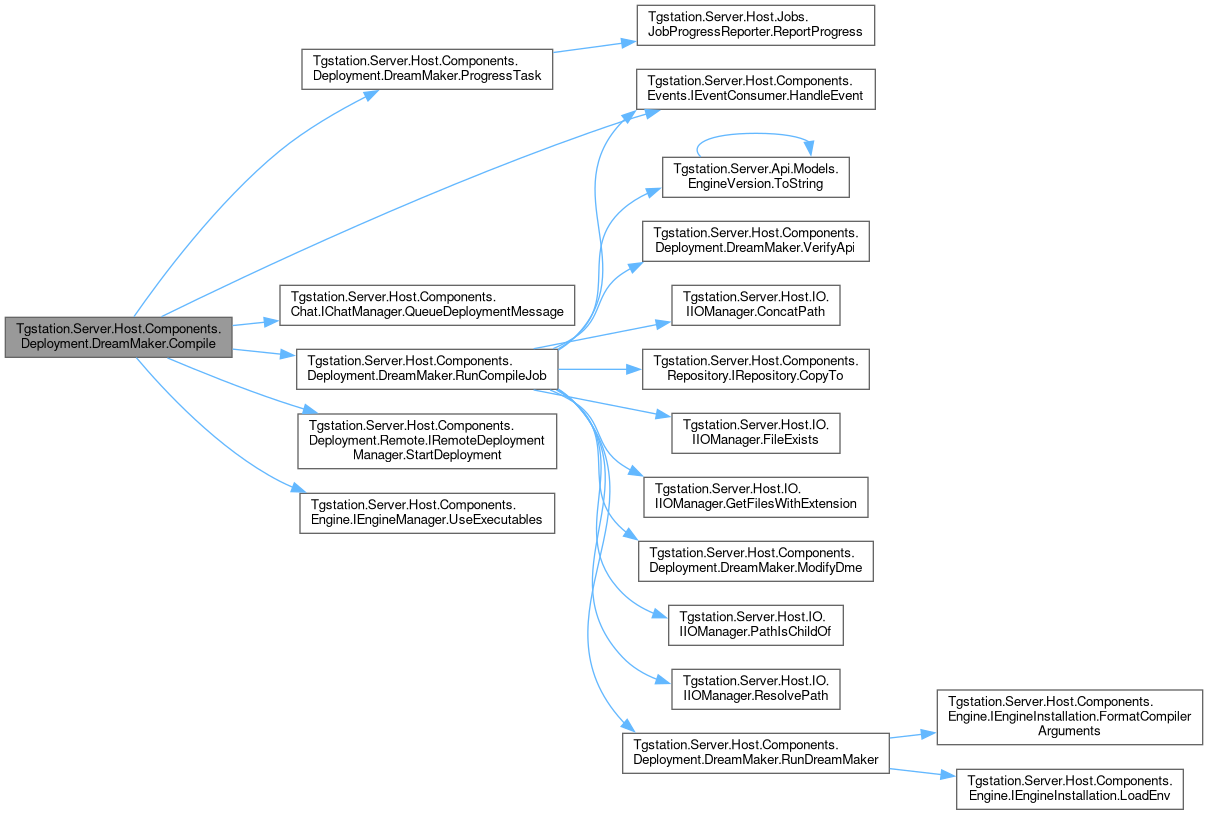 Tgstation.Server.Host.Components.
Deployment.DreamMaker.Compile
Tgstation.Server.Host.Components.
Deployment.DreamMaker.ProgressTask
Tgstation.Server.Host.Jobs.
JobProgressReporter.ReportProgress
Tgstation.Server.Host.Components.
Events.IEventConsumer.HandleEvent
Tgstation.Server.Api.Models.
EngineVersion.ToString
Tgstation.Server.Host.Components.
Deployment.DreamMaker.VerifyApi
Tgstation.Server.Host.Components.
Chat.IChatManager.QueueDeploymentMessage
Tgstation.Server.Host.IO.
IIOManager.ConcatPath
Tgstation.Server.Host.Components.
Deployment.DreamMaker.RunCompileJob
Tgstation.Server.Host.Components.
Repository.IRepository.CopyTo
Tgstation.Server.Host.Components.
Deployment.Remote.IRemoteDeployment
Manager.StartDeployment
Tgstation.Server.Host.IO.
IIOManager.FileExists
Tgstation.Server.Host.Components.
Engine.IEngineManager.UseExecutables
Tgstation.Server.Host.IO.
IIOManager.GetFilesWithExtension
Tgstation.Server.Host.Components.
Deployment.DreamMaker.ModifyDme
Tgstation.Server.Host.IO.
IIOManager.PathIsChildOf
Tgstation.Server.Host.IO.
IIOManager.ResolvePath
Tgstation.Server.Host.Components.
Deployment.DreamMaker.RunDreamMaker
Tgstation.Server.Host.Components.
Engine.IEngineInstallation.FormatCompiler
Arguments
Tgstation.Server.Host.Components.
Engine.IEngineInstallation.LoadEnv